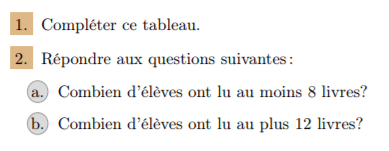 1. Compléter ce tableau.
2. Répondre aux questions suivantes :
a. Combien d'élèves ont lu au moins 8 livres?
b. Combien d'élèves ont lu au plus 12 livres?